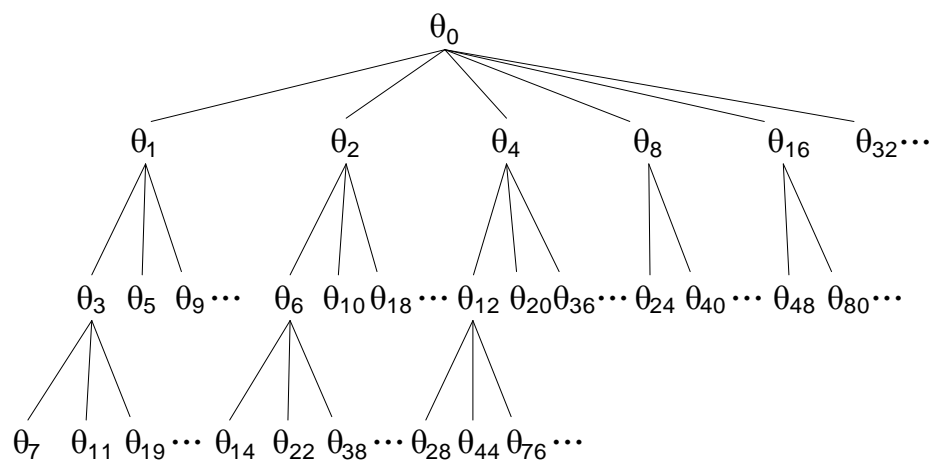 θ₀
θ₁ θ₂ θ₄ θ₈ θ₁₆ θ₃₂ ⋯
θ₃ θ₅ θ₉ ⋯ θ₆ θ₁₀ θ₁₈ ⋯ θ₁₂ θ₂₀ θ₃₆ ⋯ θ₂₄ θ₄₀ ⋯ θ₄₈ θ₈₀ ⋯
θ₇ θ₁₁ θ₁₉ ⋯ θ₁₄ θ₂₂ θ₃₈ ⋯ θ₂₈ θ₄₄ θ₇₆ ⋯